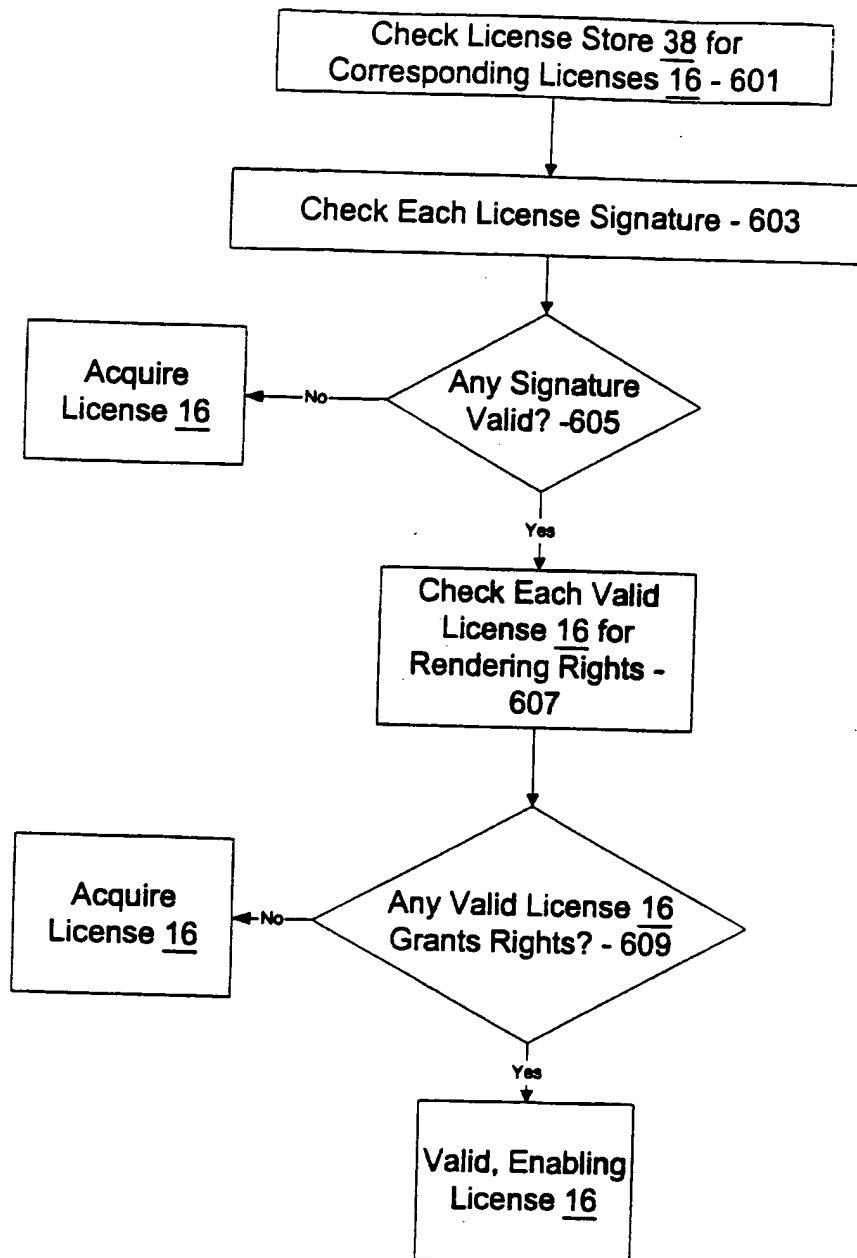 Check License Store 38 for
Corresponding Licenses 16 - 601
Check Each License Signature - 603
Acquire
License 16
No
Any Signature
Valid? -605
Yes
Check Each Valid
License 16 for
Rendering Rights -
607
Acquire
License 16
No
Any Valid License 16
Grants Rights? - 609
Yes
Valid, Enabling
License 16